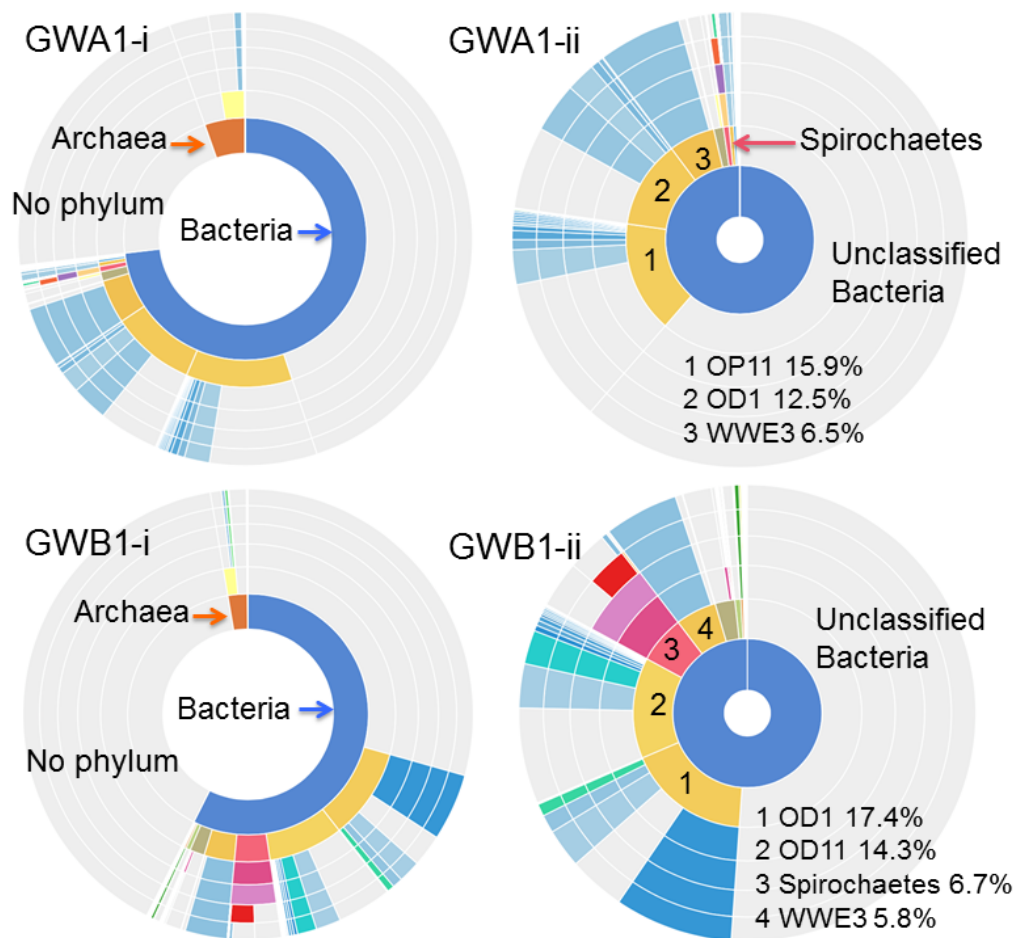 GWA1-i
Archaea
No phylum
Bacteria
GWA1-ii
Spirochaetes
3
2
1
Unclassified
Bacteria
1 OP11 15.9%
2 OD1 12.5%
3 WWE3 6.5%
GWB1-i
Archaea
Bacteria
No phylum
GWB1-ii
Unclassified
Bacteria
4
3
2
1
1 OD1 17.4%
2 OD11 14.3%
3 Spirochaetes 6.7%
4 WWE3 5.8%